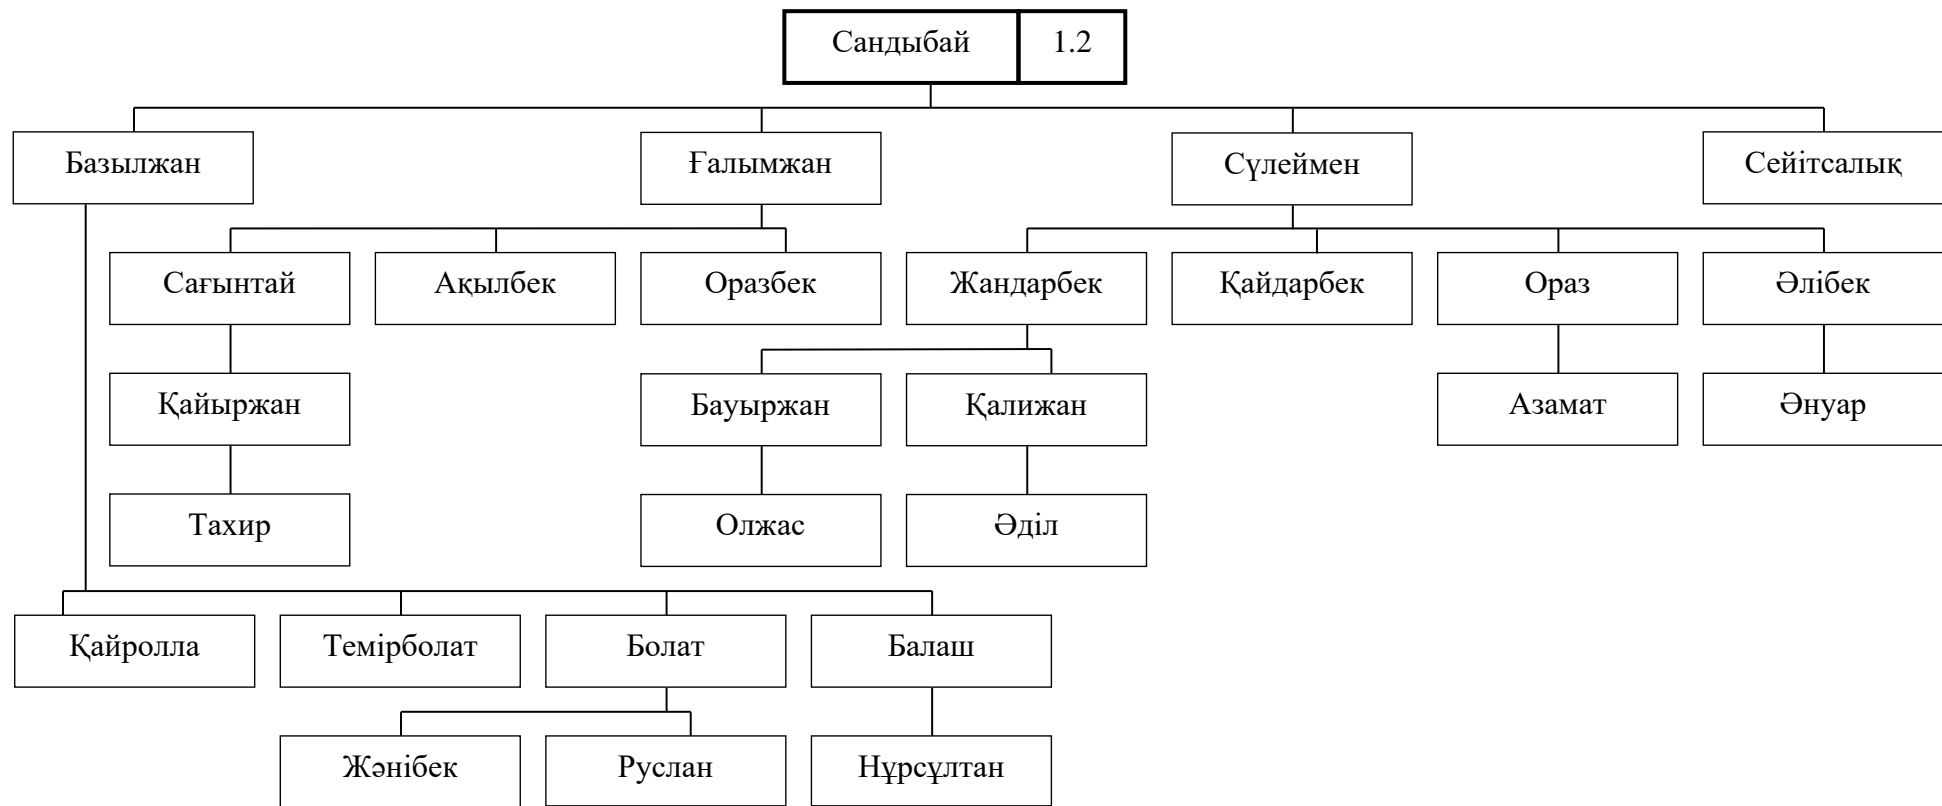 Сандыбай 1.2
Базылжан Ғалымжан Сүлеймен Сейітсалық
Сағынтай Ақылбек Оразбек Жандарбек Қайдарбек Ораз Әлібек
Қайыржан Бауыржан Қалижан Азамат Әнуар
Тахир Олжас Әділ
Қайролла Темірболат Болат Балаш
Жәнібек Руслан Нұрсұлтан